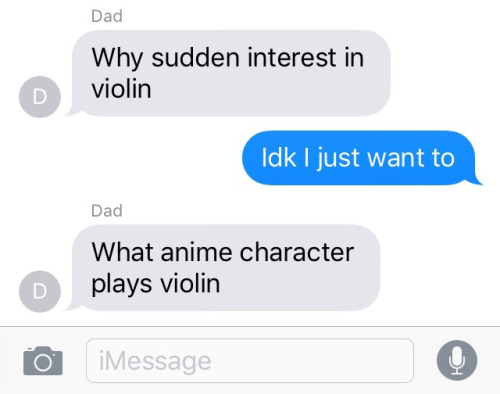 Dad
Why sudden interest in
violin
D
Idk I just want to
Dad
What anime character
plays violin
D
iMessage